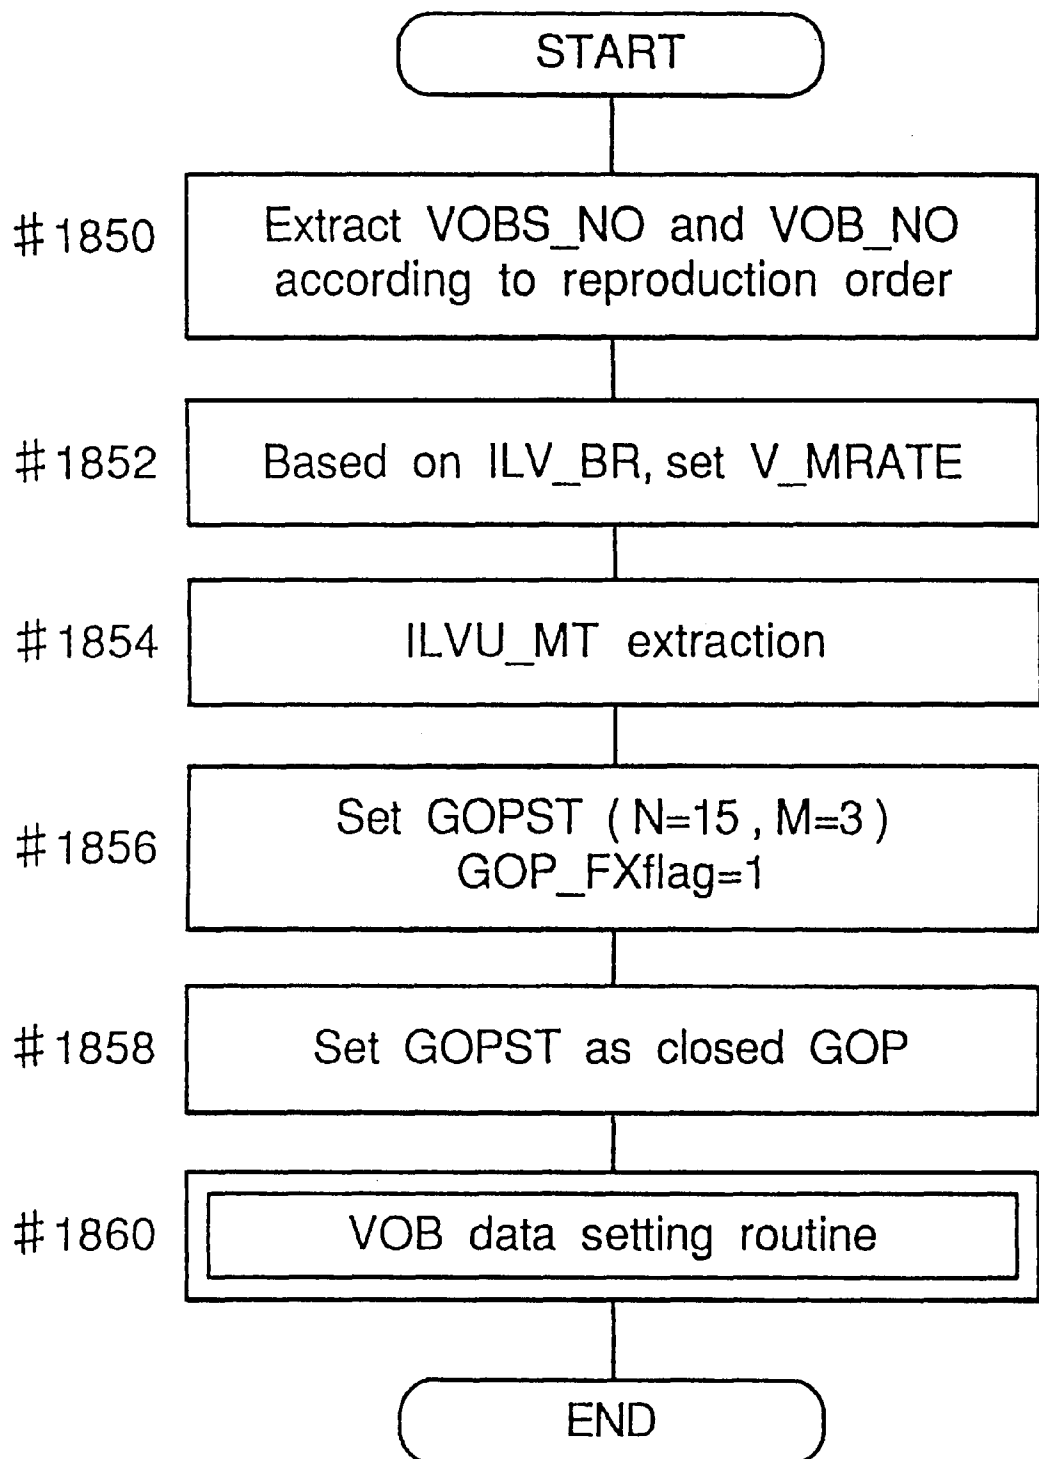 START
#1850
Extract VOBS_NO and VOB_NO
according to reproduction order
#1852
Based on ILV_BR, set V_MRATE
#1854
ILVU_MT extraction
#1856
Set GOPST (N=15, M=3)
GOP_FXflag=1
#1858
Set GOPST as closed GOP
#1860
VOB data setting routine
END